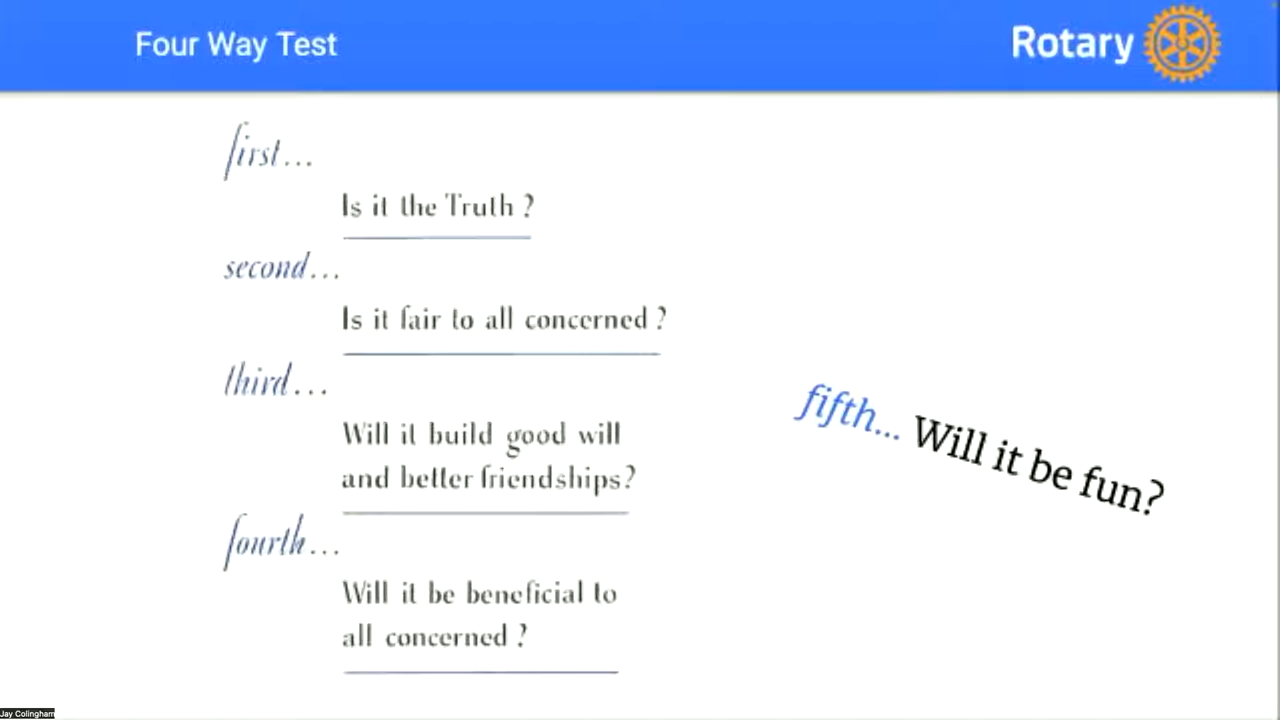 Four Way Test
Rotary
first...
Is it the Truth ?
second...
Is it fair to all concerned ?
third...
Will it build good will
and better friendships?
fourth...
Will it be beneficial to
all concerned ?
fifth... Will it be fun?
Jay Colingham